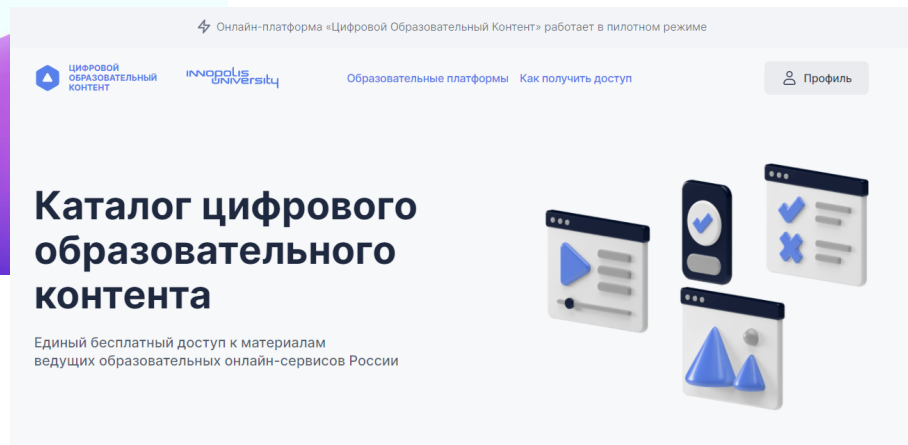 Онлайн-платформа «Цифровой Образовательный Контент» работает в пилотном режиме
ЦИФРОВОЙ
ОБРАЗОВАТЕЛЬНЫЙ
КОНТЕНТ
INNOPOLIS
UNIVERSITY
Образовательные платформы Как получить доступ
Профиль
Каталог цифрового
образовательного
контента
Единый бесплатный доступ к материалам
ведущих образовательных онлайн-сервисов России